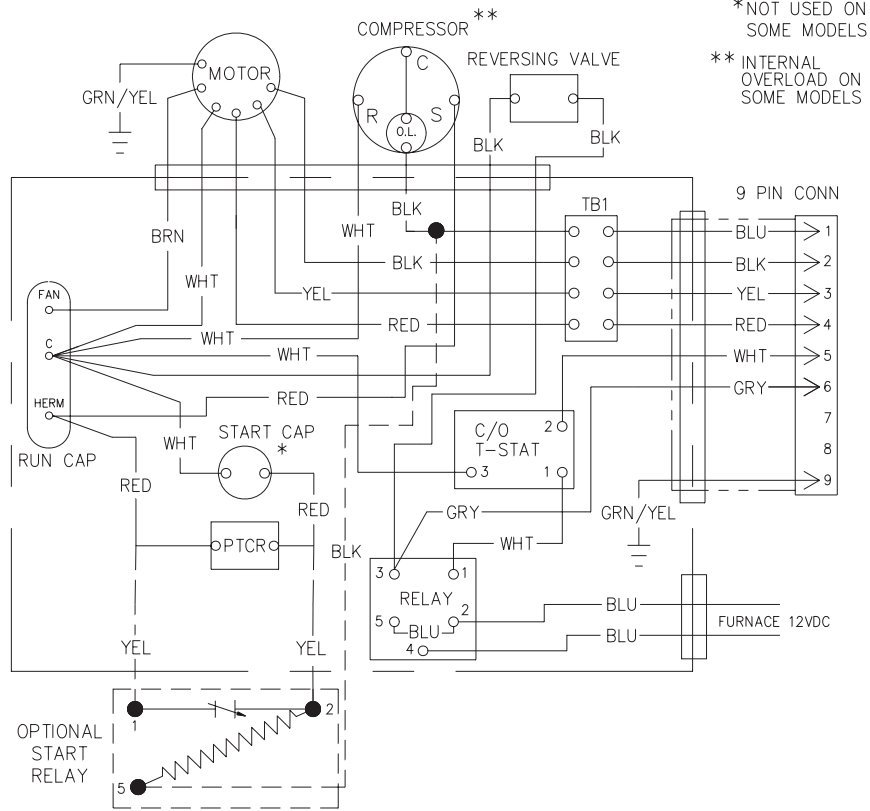 *NOT USED ON
SOME MODELS
** INTERNAL
OVERLOAD ON
SOME MODELS
COMPRESSOR**
REVERSING VALVE
MOTOR
GRN/YEL
C
R
S
O.L.
BLK
BLK
9 PIN CONN
TB1
BRN
WHT
BLK
WHT
BLK
YEL
RED
BLU
1
BLK
2
YEL
3
RED
4
WHT
5
GRY
6
7
8
9
FAN
C
HERM
RUN CAP
WHT
WHT
RED
WHT
START CAP
*
RED
RED
PTCR
BLK
C/O
T-STAT
2
3
1
GRY
WHT
GRN/YEL
3
1
RELAY
5
2
BLU
4
BLU
BLU
FURNACE 12VDC
YEL
YEL
OPTIONAL
START
RELAY
1
2
5